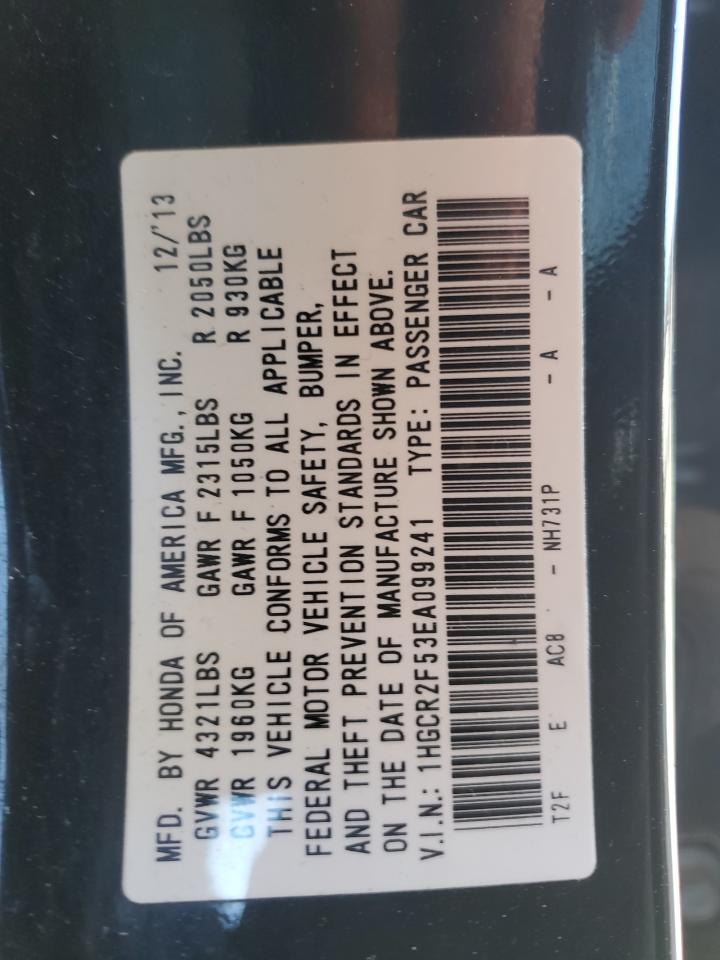 MFD. BY HONDA OF AMERICA MFG., INC. 12/'13
GVWR 4321LBS GAWR F 2315LBS R 2050LBS
GVWR 1960KG GAWR F 1050KG R 930KG
THIS VEHICLE CONFORMS TO ALL APPLICABLE
FEDERAL MOTOR VEHICLE SAFETY, BUMPER,
AND THEFT PREVENTION STANDARDS IN EFFECT
ON THE DATE OF MANUFACTURE SHOWN ABOVE.
V.I.N.: 1HGCR2F53EA099241 TYPE: PASSENGER CAR
T2F E AC8 - NH731P - A - A